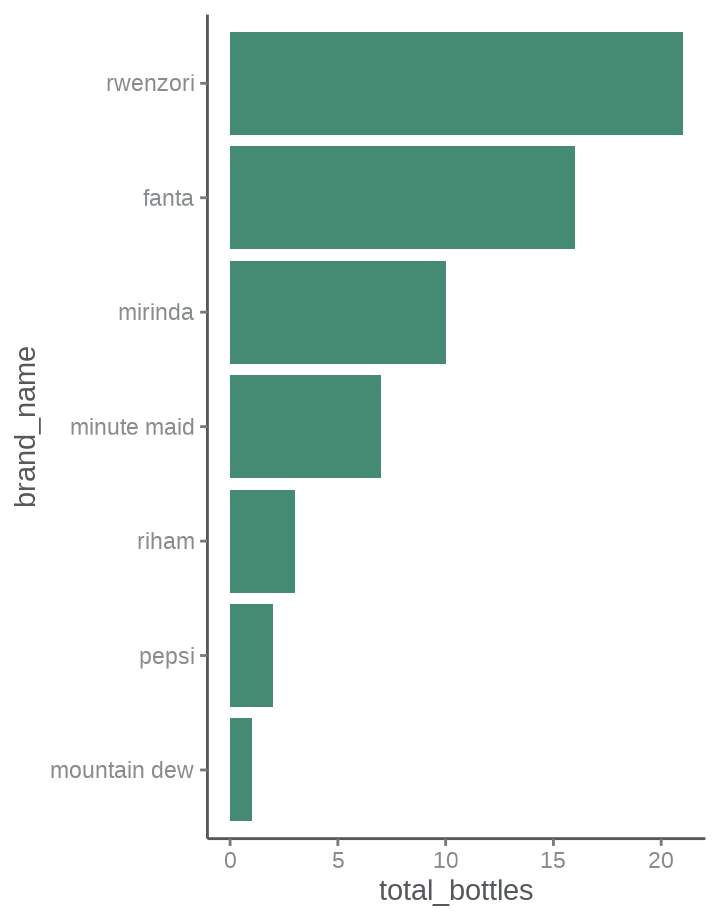 brand_name
rwenzori
fanta
mirinda
minute maid
riham
pepsi
mountain dew
0 5 10 15 20
total_bottles